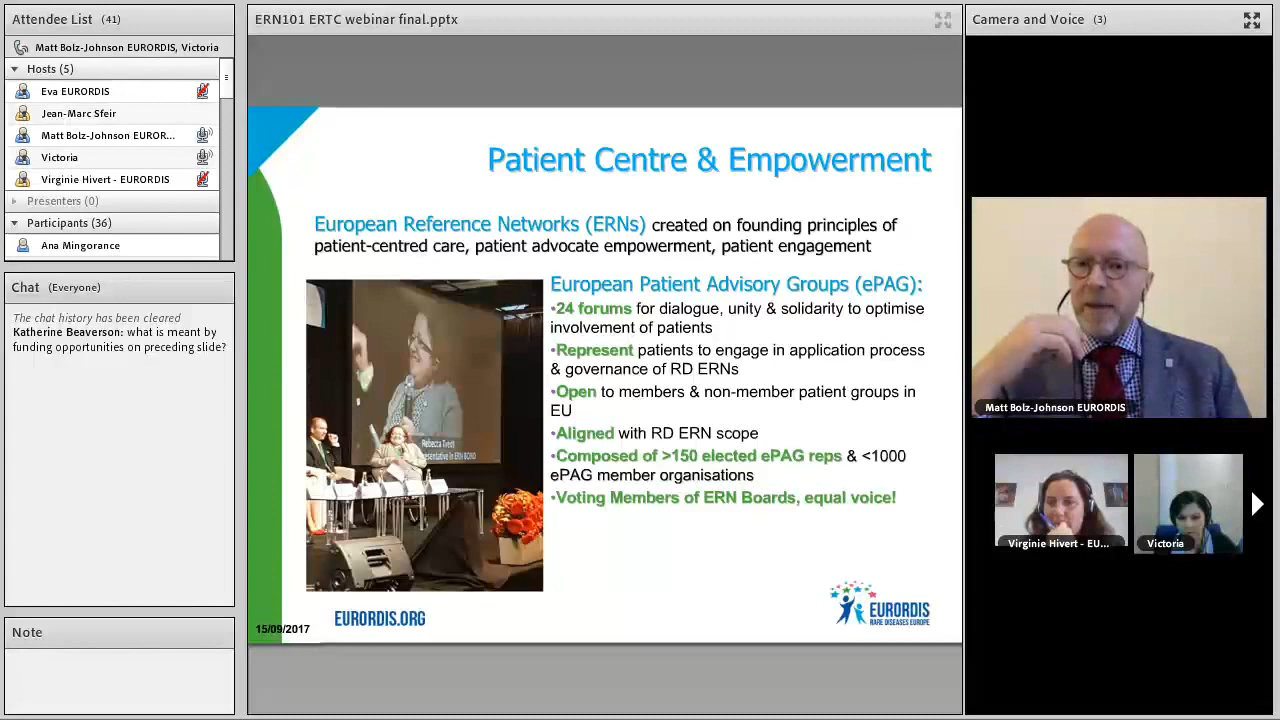 Attendee List (41)
Matt Bolz-Johnson EURORDIS, Victoria
Hosts (5)
Eva EURORDIS
Jean-Marc Sfeir
Matt Bolz-Johnson EUROR...
Victoria
Virginie Hivert - EURORDIS
Presenters (0)
Participants (36)
Ana Mingorance
Chat (Everyone)
The chat history has been cleared
Katherine Beaverson: what is meant by
funding opportunities on preceding slide?
Note
ERN101 ERTC webinar final.pptx
Patient Centre & Empowerment
European Reference Networks (ERNs) created on founding principles of
patient-centred care, patient advocate empowerment, patient engagement
Rebecca Tvedt
European Patient Advisory Groups (ePAG):
•24 forums for dialogue, unity & solidarity to optimise
involvement of patients
•Represent patients to engage in application process
& governance of RD ERNs
•Open to members & non-member patient groups in
EU
•Aligned with RD ERN scope
•Composed of >150 elected ePAG reps & <1000
ePAG member organisations
•Voting Members of ERN Boards, equal voice!
15/09/2017
EURORDIS.ORG
EURORDIS
RARE DISEASES EUROPE
Camera and Voice (3)
Matt Bolz-Johnson EURORDIS
Virginie Hivert - EU...
Victoria